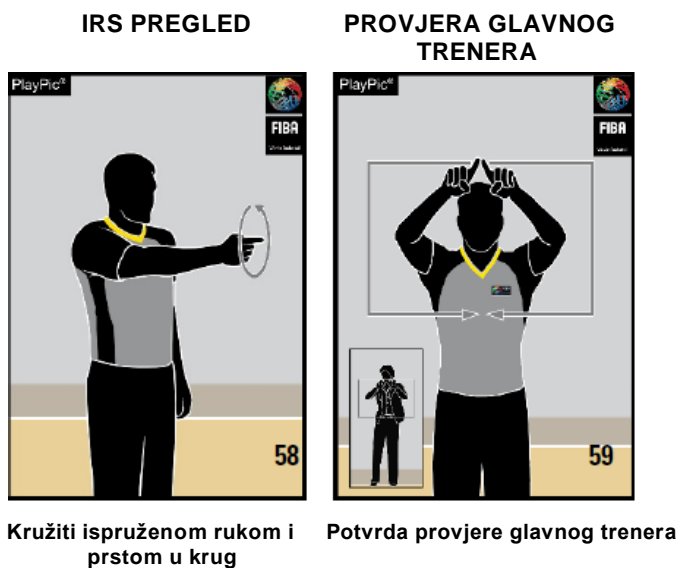 IRS PREGLED
PROVJERA GLAVNOG
TRENERA
PlayPic®
FIBA
58
PlayPic®
FIBA
59
Kružiti ispruženom rukom i
prstom u krug
Potvrda provjere glavnog trenera